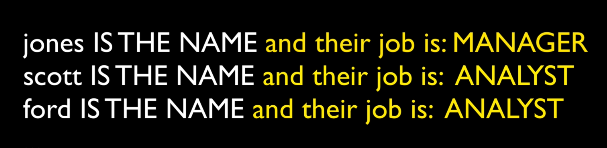 jones IS THE NAME and their job is: MANAGER
scott IS THE NAME and their job is:  ANALYST
ford IS THE NAME and their job is:  ANALYST